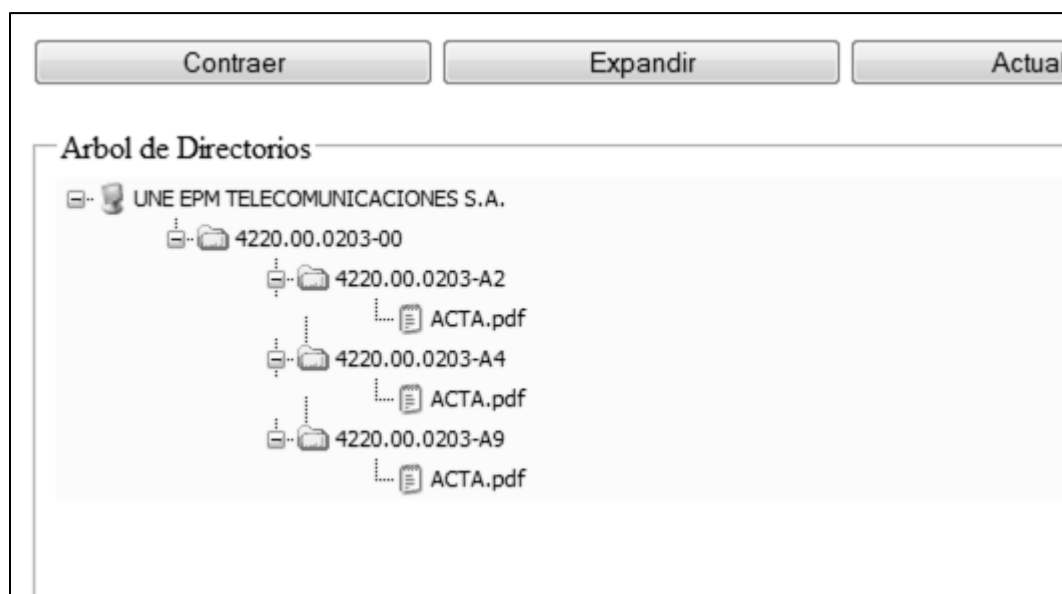 Contraer Expandir Actual
Arbol de Directorios
UNE EPM TELECOMUNICACIONES S.A.
4220.00.0203-00
4220.00.0203-A2
ACTA.pdf
4220.00.0203-A4
ACTA.pdf
4220.00.0203-A9
ACTA.pdf